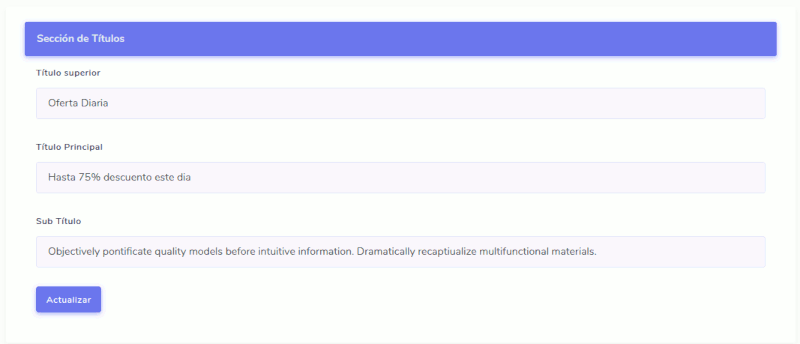 Sección de Títulos
Título superior
Oferta Diaria
Título Principal
Hasta 75% descuento este dia
Sub Título
Objectively pontificate quality models before intuitive information. Dramatically recaptiualize multifunctional materials.
Actualizar